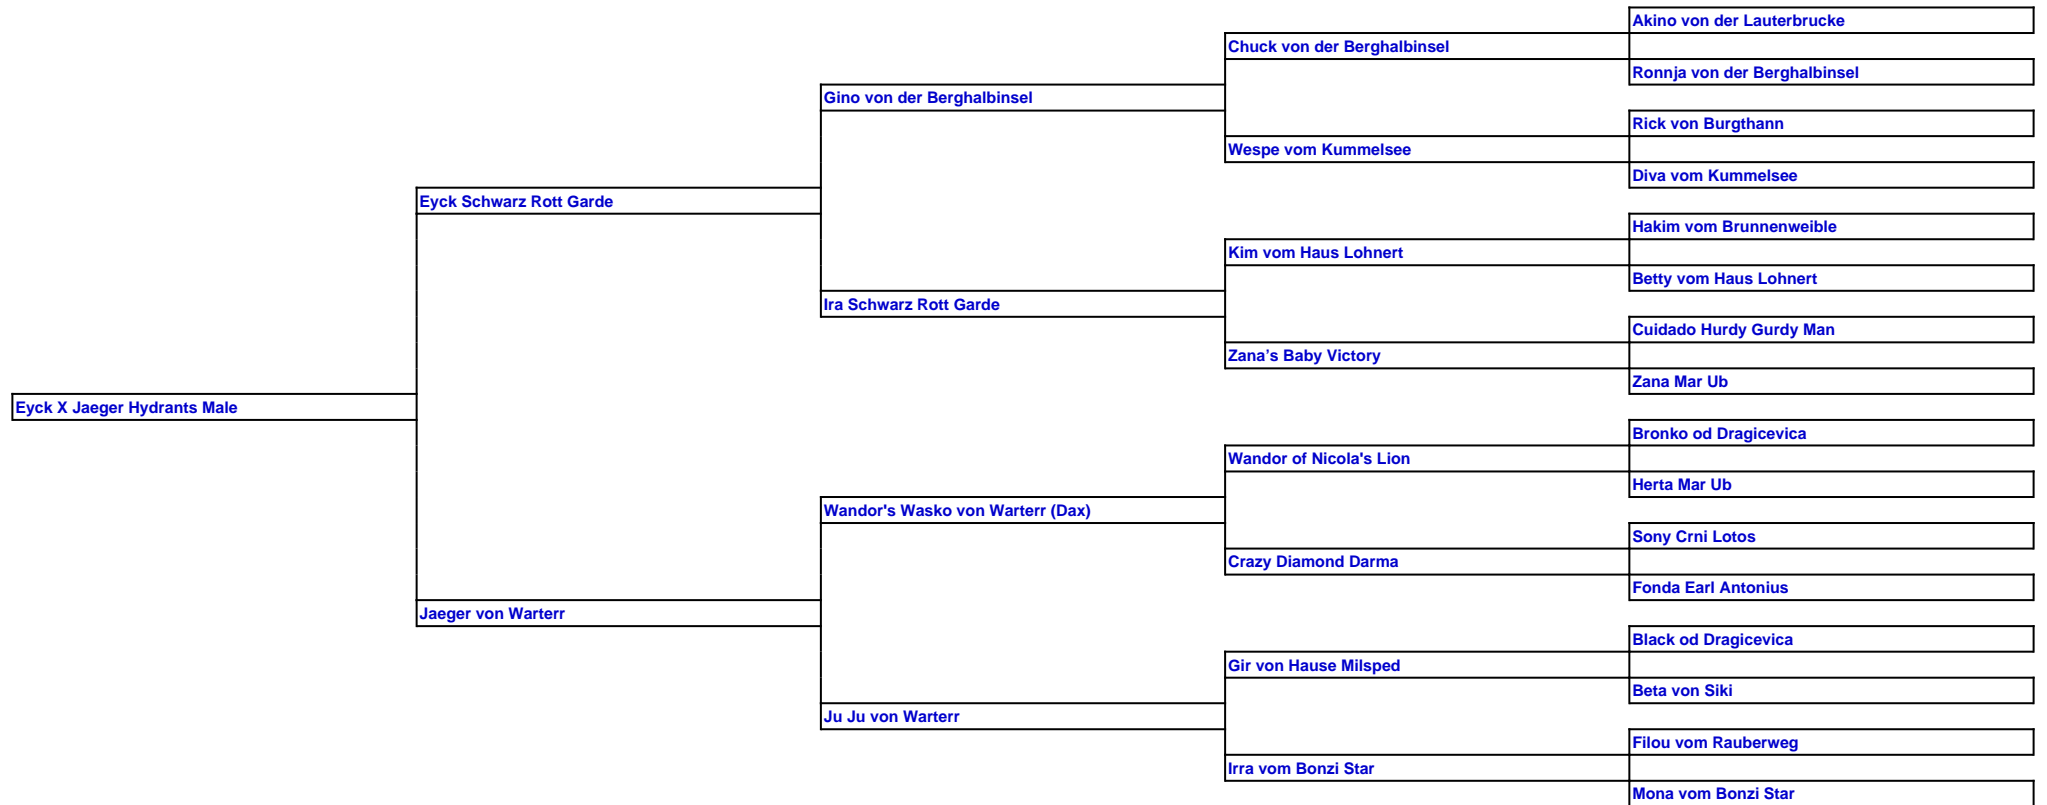 Akino von der Lauterbrucke
Chuck von der Berghalbinsel
Ronnja von der Berghalbinsel
Gino von der Berghalbinsel
Rick von Burgthann
Wespe vom Kummelsee
Diva vom Kummelsee
Eyck Schwarz Rott Garde
Hakim vom Brunnenweible
Kim vom Haus Lohnert
Betty vom Haus Lohnert
Ira Schwarz Rott Garde
Cuidado Hurdy Gurdy Man
Zana’s Baby Victory
Zana Mar Ub
Eyck X Jaeger Hydrants Male
Bronko od Dragicevica
Wandor of Nicola's Lion
Herta Mar Ub
Wandor's Wasko von Warterr (Dax)
Sony Crni Lotos
Crazy Diamond Darma
Fonda Earl Antonius
Jaeger von Warterr
Black od Dragicevica
Gir von Hause Milsped
Beta von Siki
Ju Ju von Warterr
Filou vom Rauberweg
Irra vom Bonzi Star
Mona vom Bonzi Star